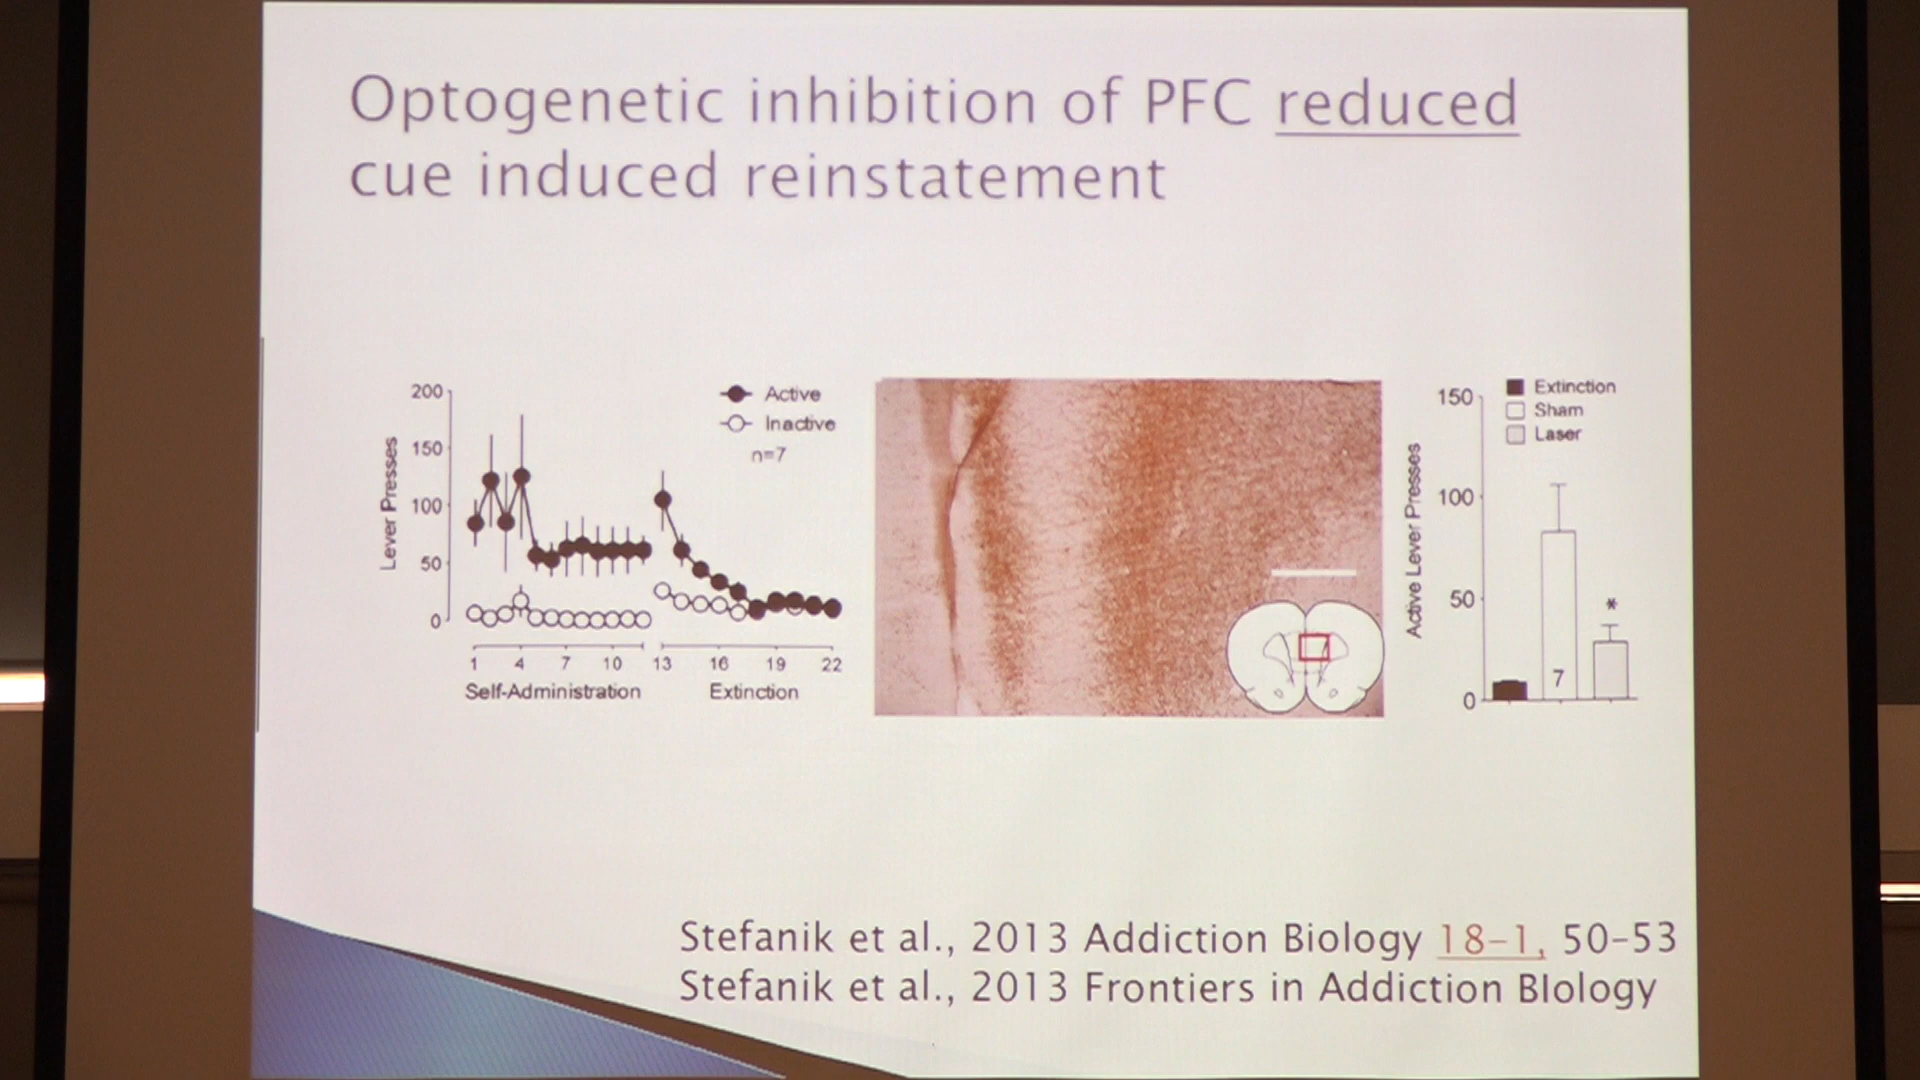 Optogenetic inhibition of PFC reduced
cue induced reinstatement
200
150
100
50
0
Lever Presses
Active
Inactive
n=7
1 4 7 10 13 16 19 22
Self-Administration Extinction
150
100
50
0
Active Lever Presses
Extinction
Sham
Laser
*
7
Stefanik et al., 2013 Addiction Biology 18-1, 50-53
Stefanik et al., 2013 Frontiers in Addiction BIology